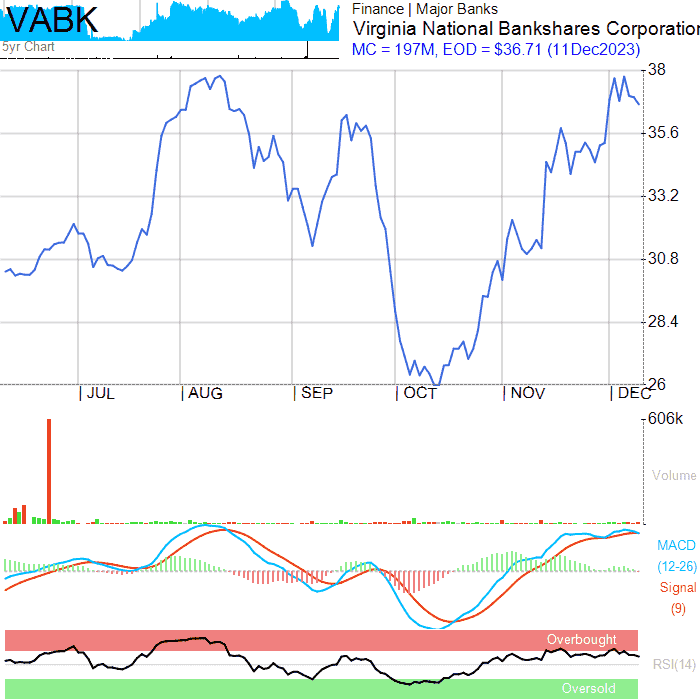 VABK
5yr Chart
Finance | Major Banks
Virginia National Bankshares Corporation
MC = 197M, EOD = $36.71 (11Dec2023)
38
35.6
33.2
30.8
28.4
26
JUL AUG SEP OCT NOV DEC
606k
Volume
MACD
(12-26)
Signal
(9)
Overbought
RSI(14)
Oversold